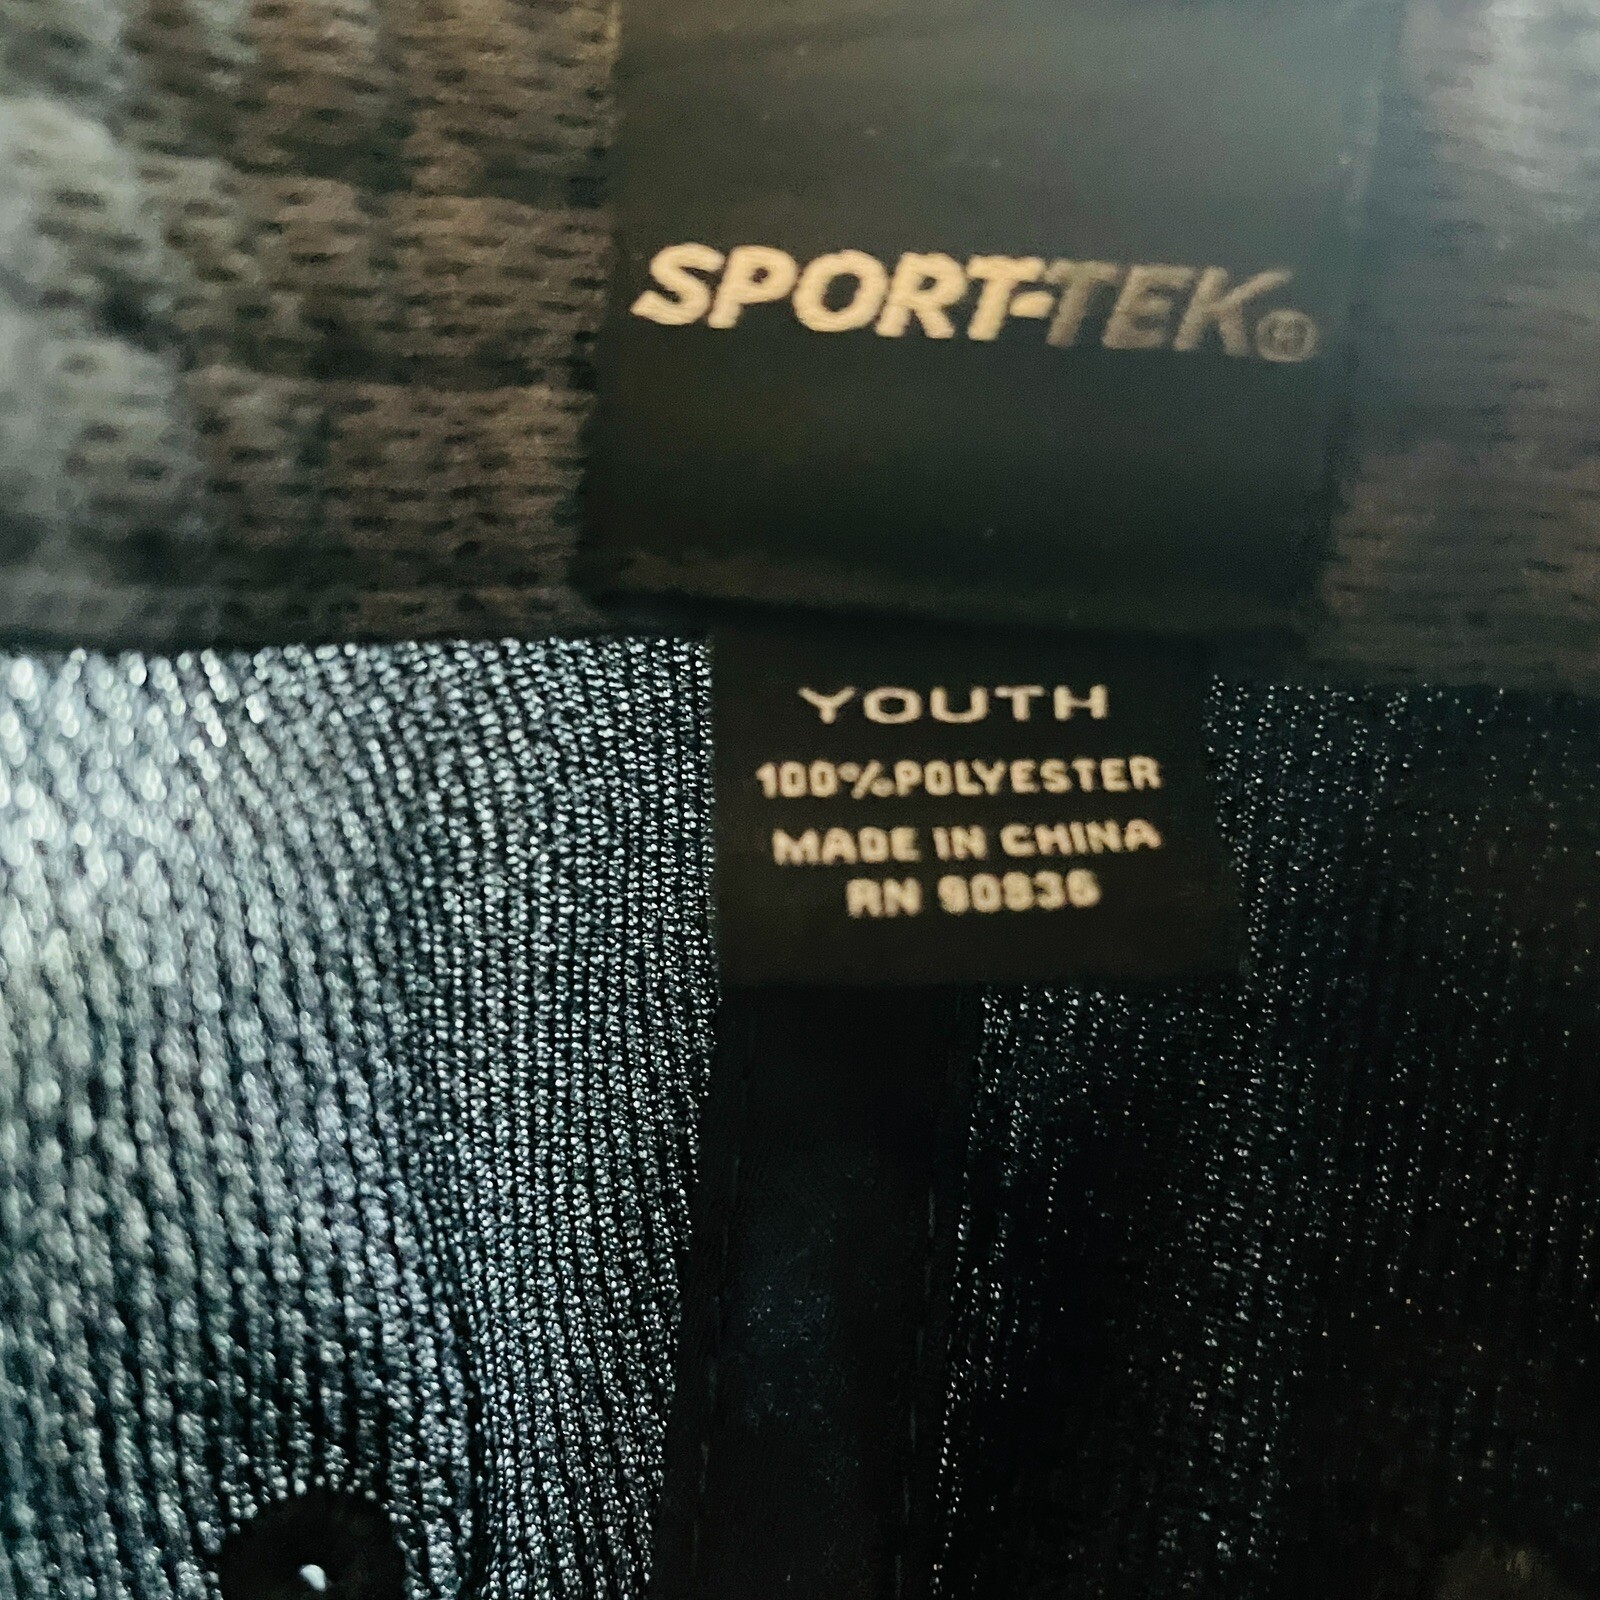 SPORT-TEK®
YOUTH
100%POLYESTER
MADE IN CHINA
RN 90836